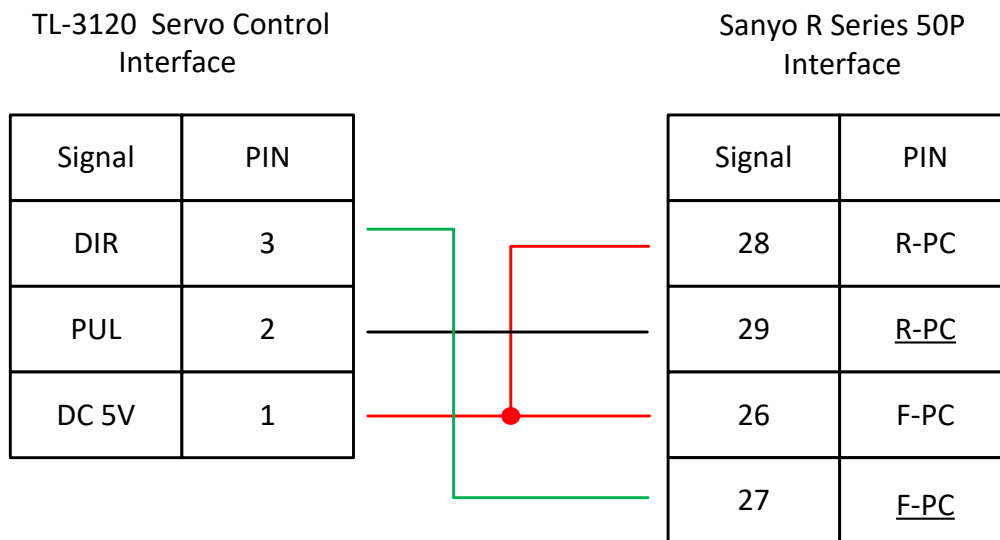 TL-3120 Servo Control
Interface
Sanyo R Series 50P
Interface
Signal PIN
DIR 3
PUL 2
DC 5V 1
Signal PIN
28 R-PC
29 R-PC
26 F-PC
27 F-PC